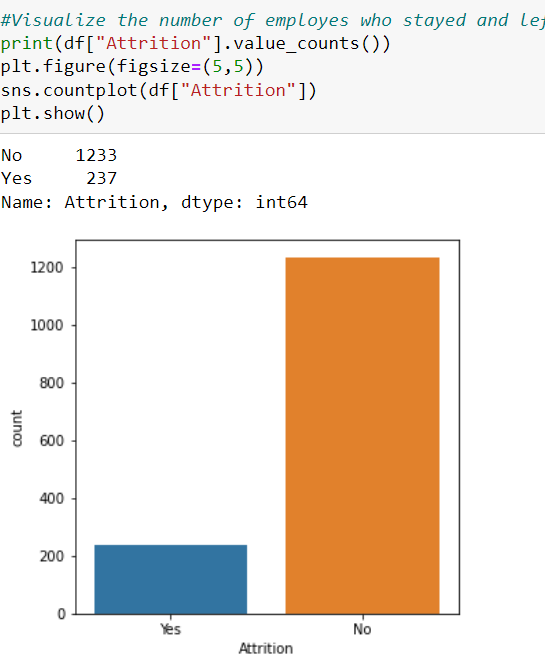 #Visualize the number of employes who stayed and
print(df["Attrition"].value_counts())
plt.figure(figsize=(5,5))
sns.countplot(df["Attrition"])
plt.show()
No 1233
Yes 237
Name: Attrition, dtype: int64
1200
1000
800
600
400
200
0
count
Yes No
Attrition